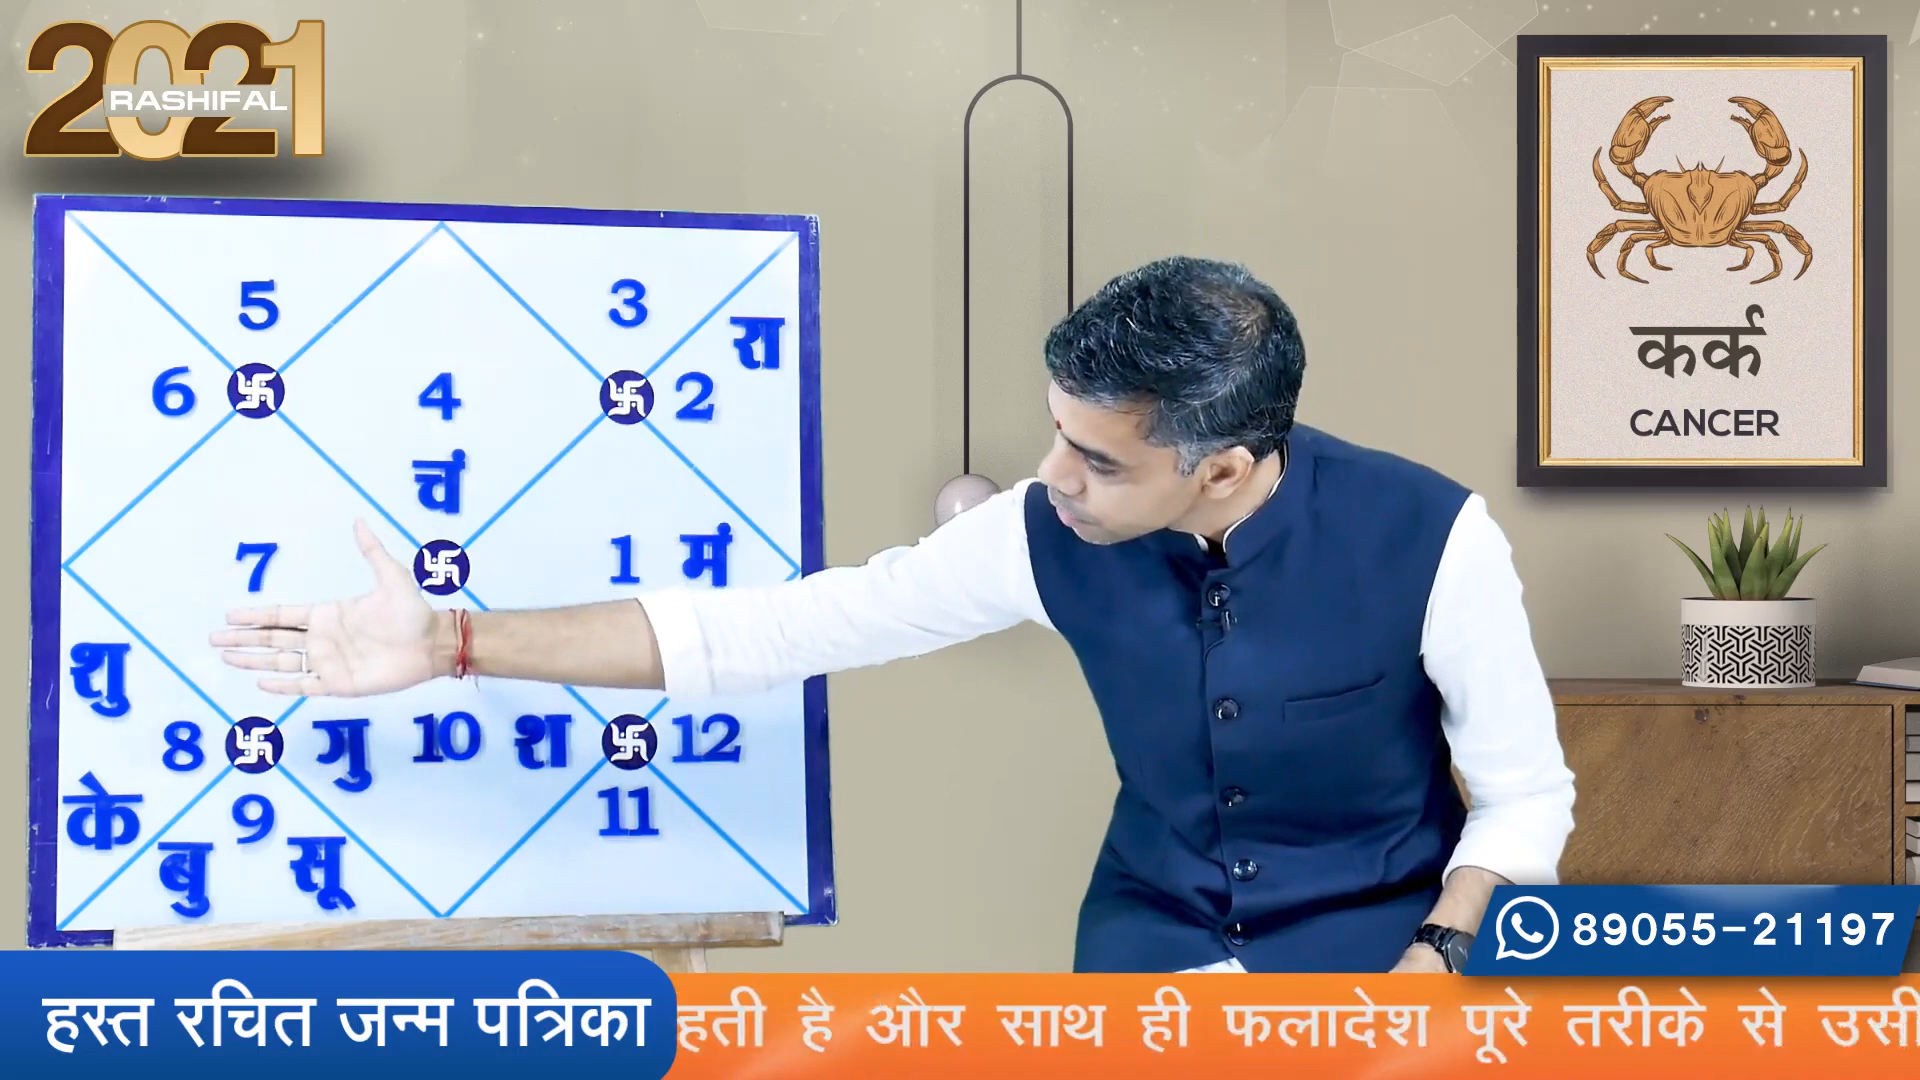 2021
RASHIFAL
5
3
रा
6
4
2
चं
7
1 मं
शु
8
गु 10 श
12
के
9
11
बु
सू
कर्क
CANCER
89055-21197
हस्त रचित जन्म पत्रिका
हती है और साथ ही फलादेश पूरे तरीके से उसी